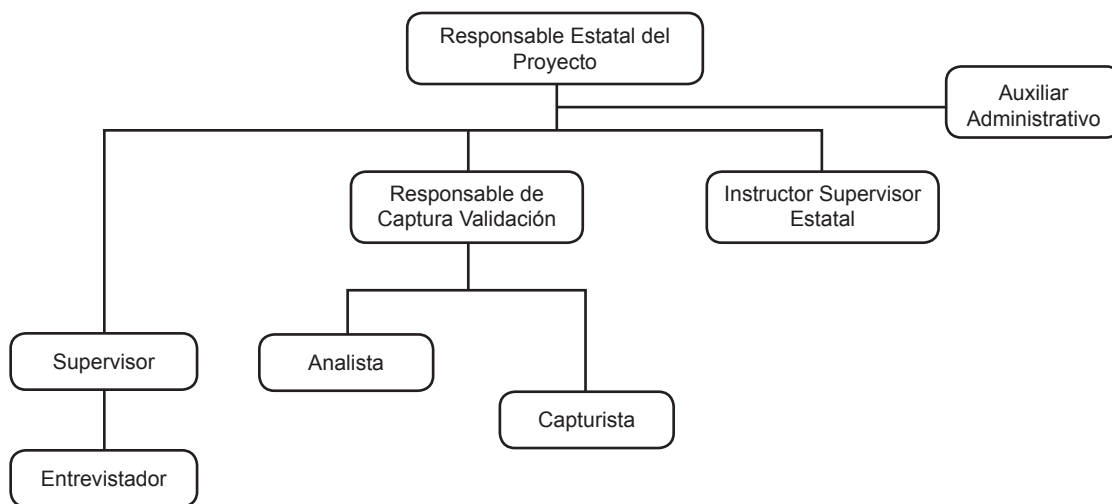 Responsable Estatal del
Proyecto
Auxiliar
Administrativo
Responsable de
Captura Validación
Instructor Supervisor
Estatal
Supervisor
Analista
Capturista
Entrevistador